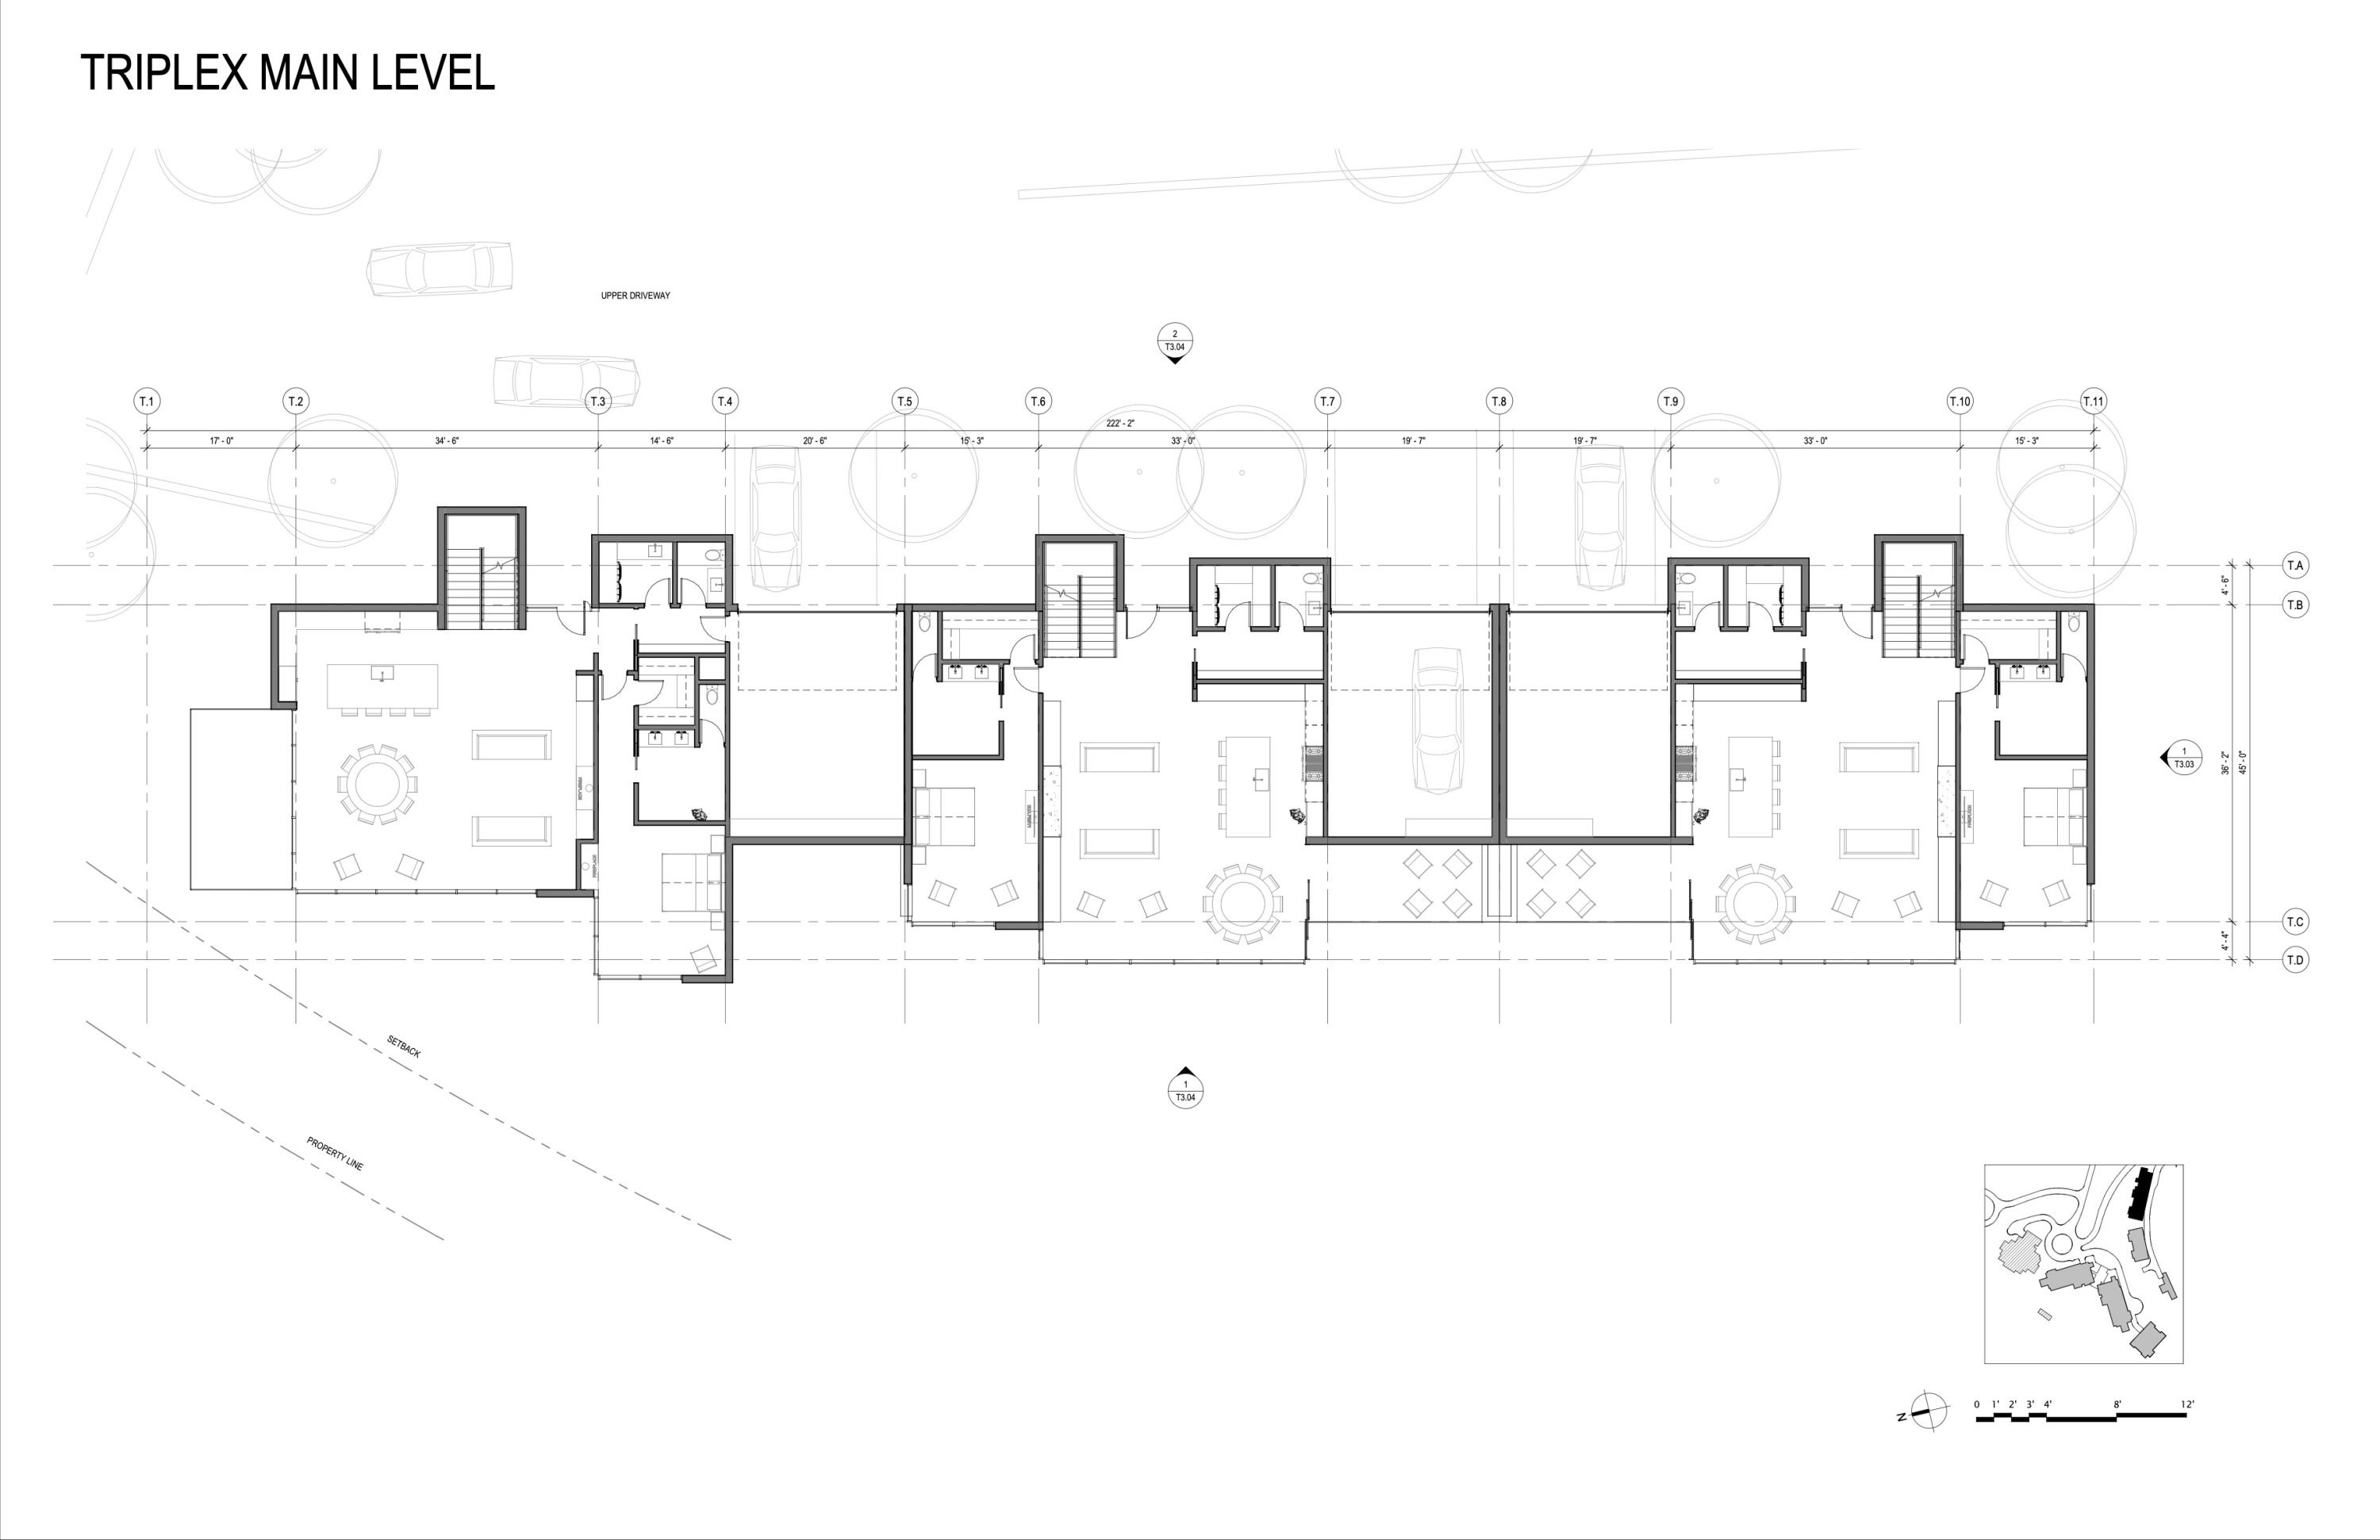 TRIPLEX MAIN LEVEL
UPPER DRIVEWAY
2
T3.04
T.1
T.2
T.3
T.4
T.5
T.6
T.7
T.8
T.9
T.10
T.11
222' - 2"
17' - 0"
34' - 6"
14' - 6"
20' - 6"
15' - 3"
33' - 0"
19' - 7"
19' - 7"
33' - 0"
15' - 3"
T.A
4' - 6"
T.B
1
T3.03
36' - 2"
45' - 0"
FIREPLACE
FIREPLACE
FIREPLACE
T.C
4' - 4"
T.D
SETBACK
1
T3.04
PROPERTY LINE
N
0 1' 2' 3' 4' 8' 12'